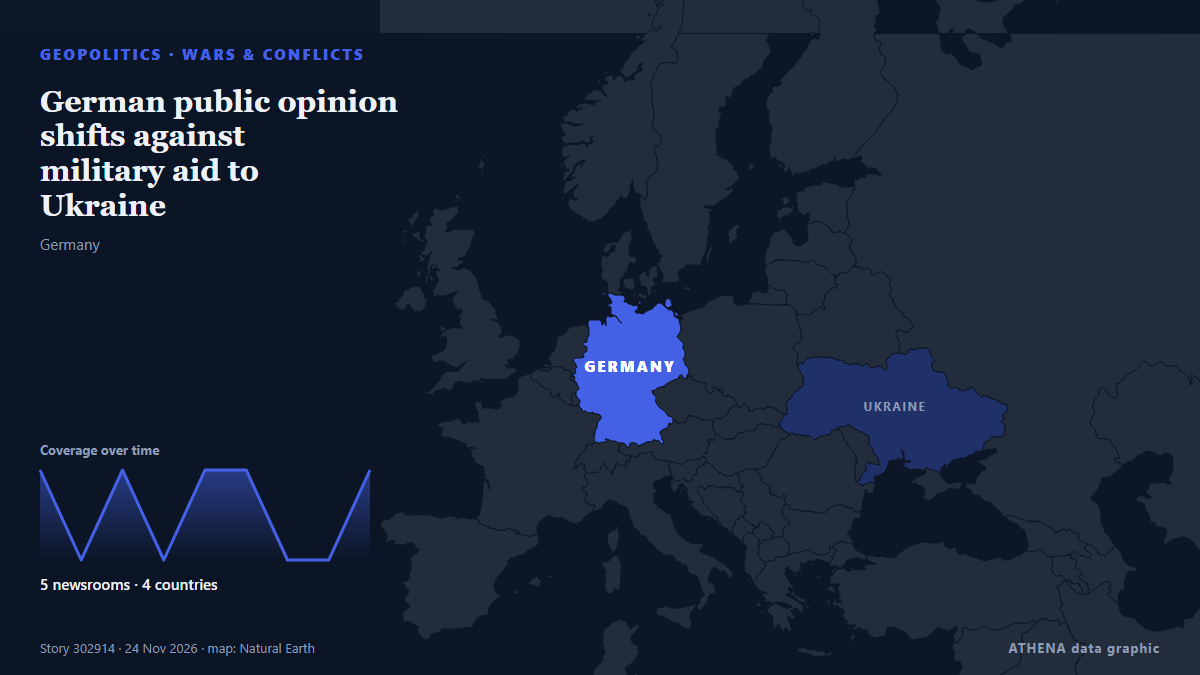 GEOPOLITICS · WARS & CONFLICTS
German public opinion
shifts against
military aid to
Ukraine
Germany
GERMANY
UKRAINE
Coverage over time
5 newsrooms · 4 countries
Story 302914 · 24 Nov 2026 · map: Natural Earth
ATHENA data graphic